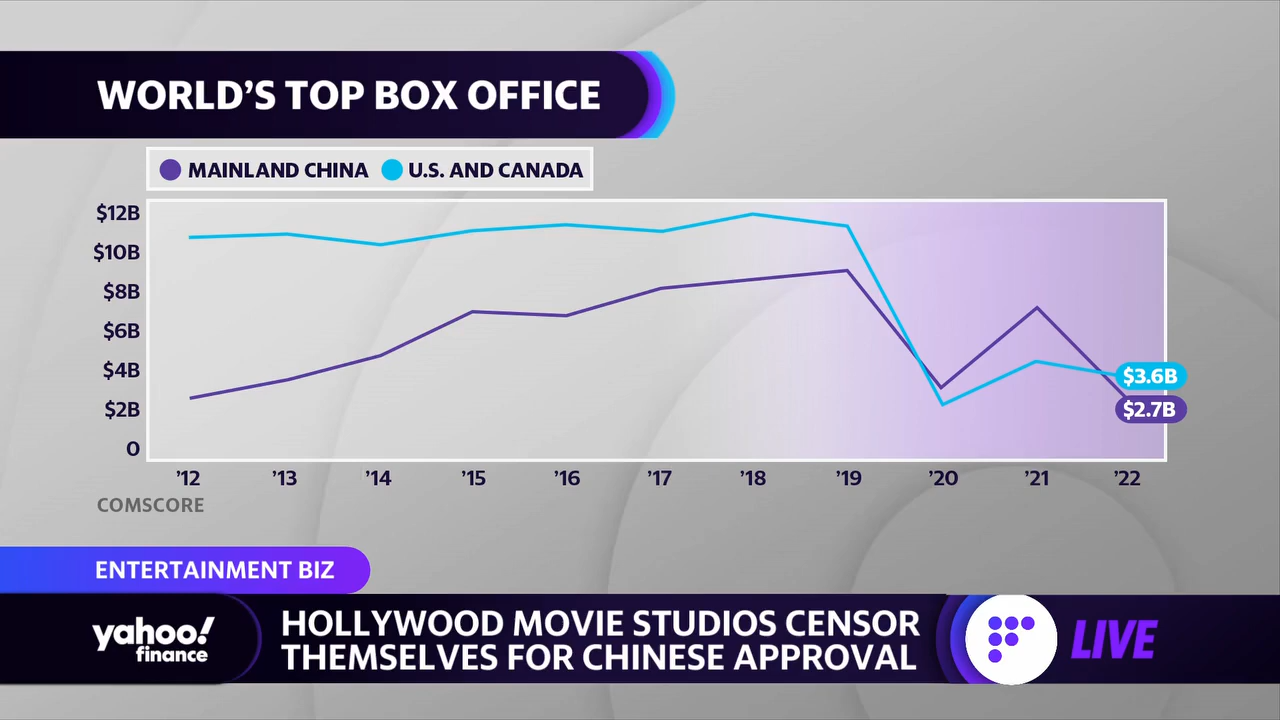 WORLD'S TOP BOX OFFICE
MAINLAND CHINA U.S. AND CANADA
$12B
$10B
$8B
$6B
$4B
$2B
0
$3.6B
$2.7B
'12 '13 '14 '15 '16 '17 '18 '19 '20 '21 '22
COMSCORE
ENTERTAINMENT BIZ
yahoo!
finance
HOLLYWOOD MOVIE STUDIOS CENSOR
THEMSELVES FOR CHINESE APPROVAL
LIVE